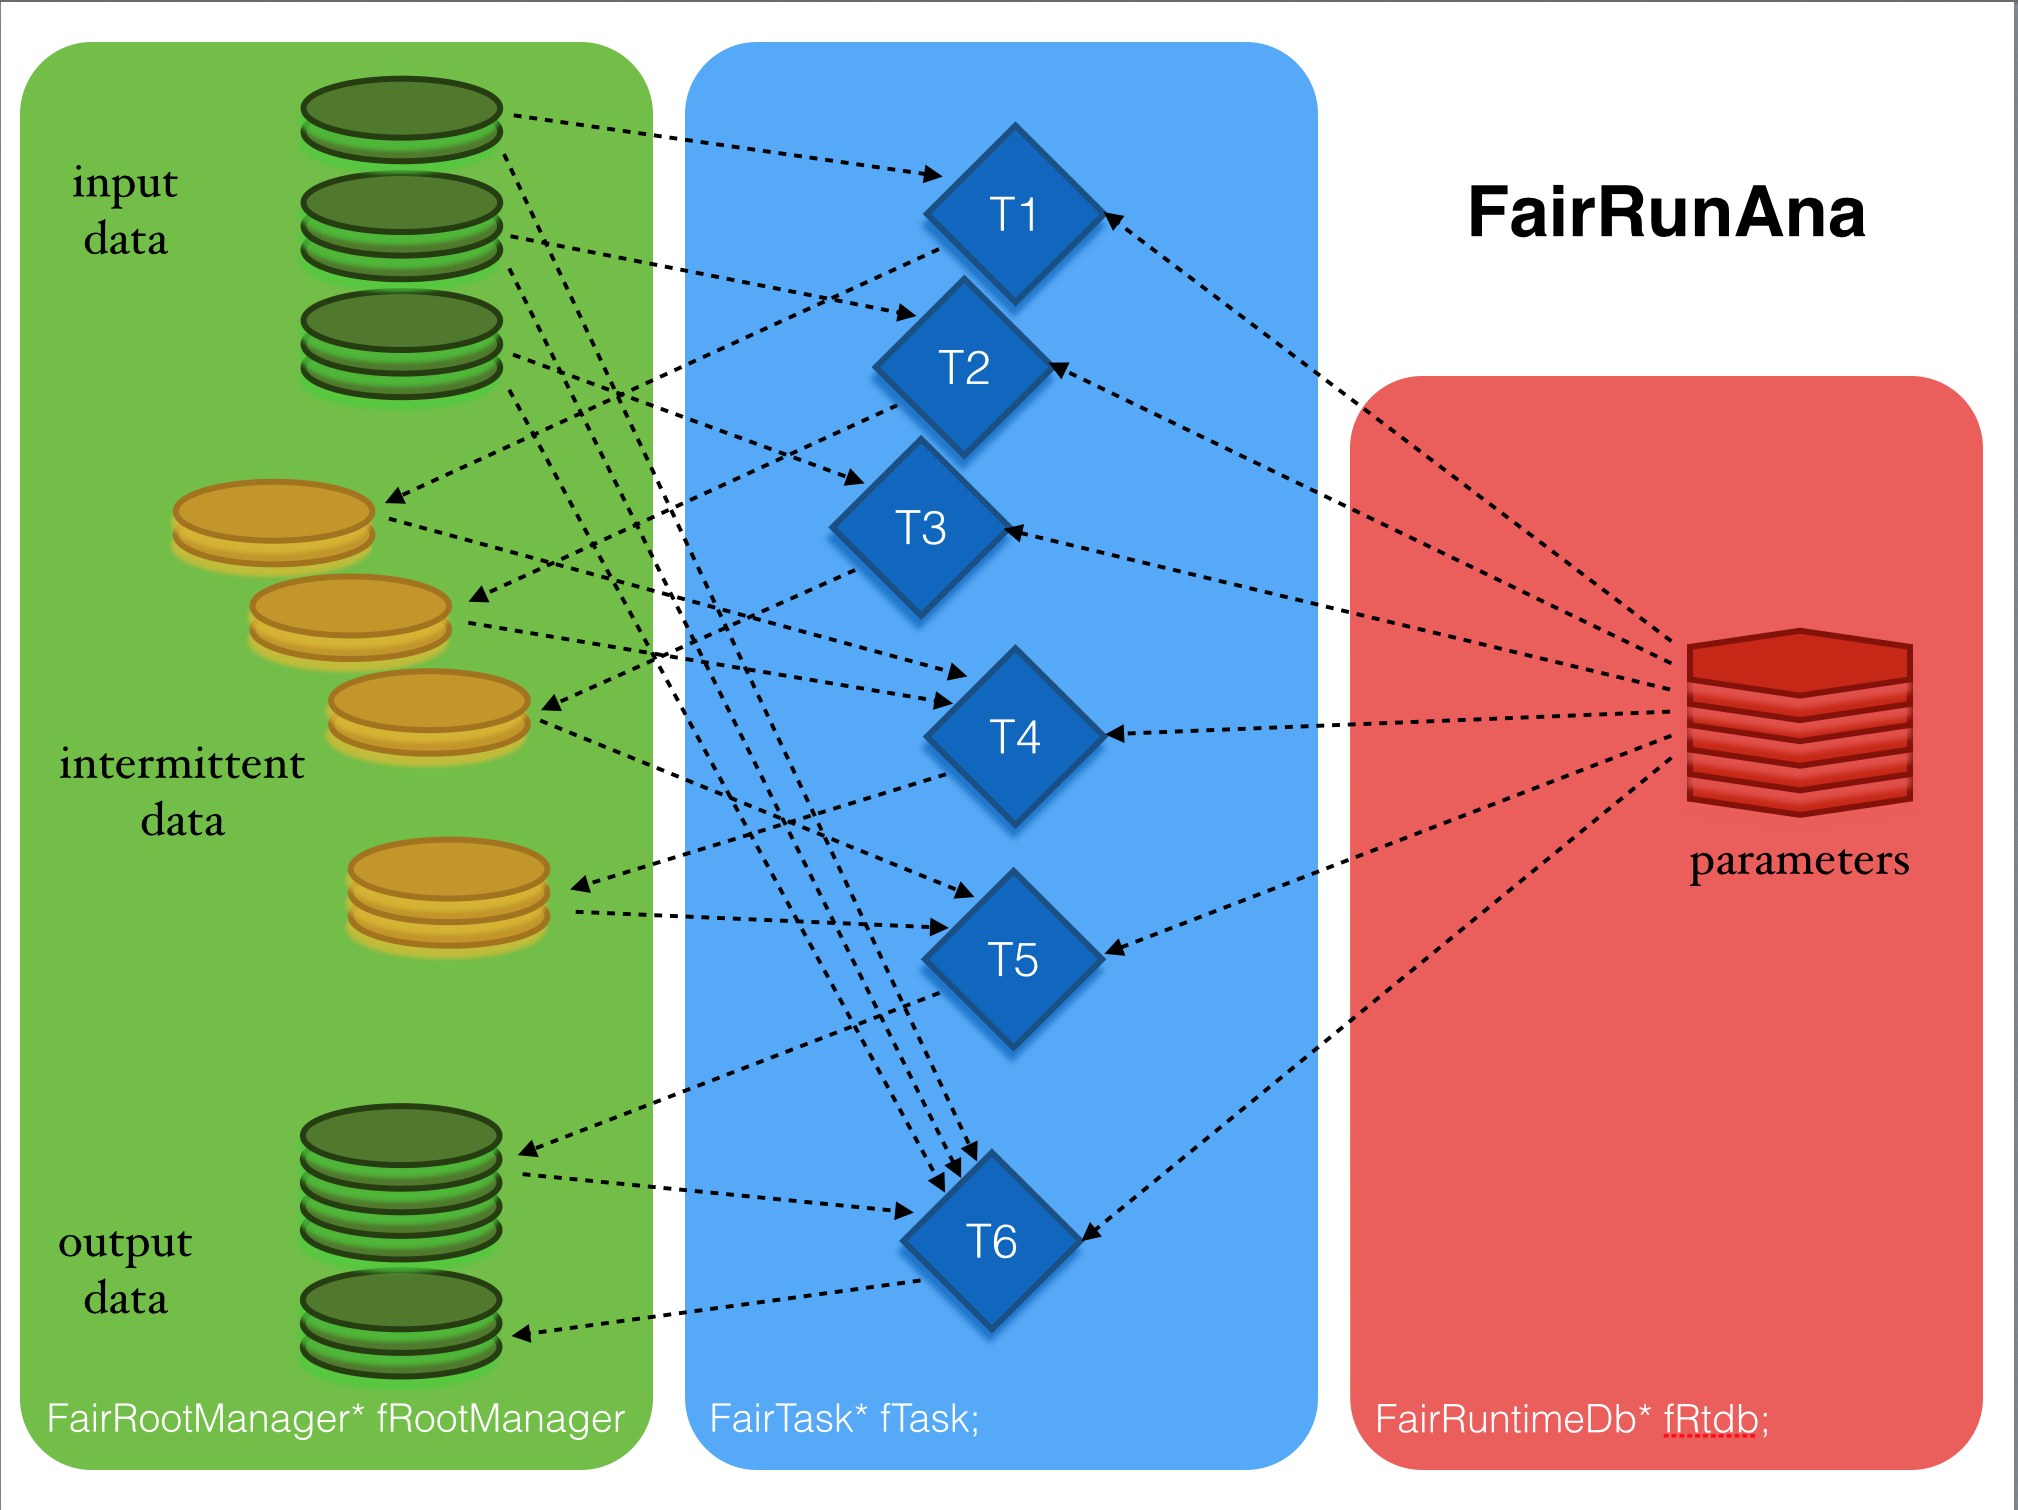 FairRunAna
input
data
intermittent
data
output
data
T1
T2
T3
T4
T5
T6
parameters
FairRootManager* fRootManager
FairTask* fTask;
FairRuntimeDb* fRtdb;